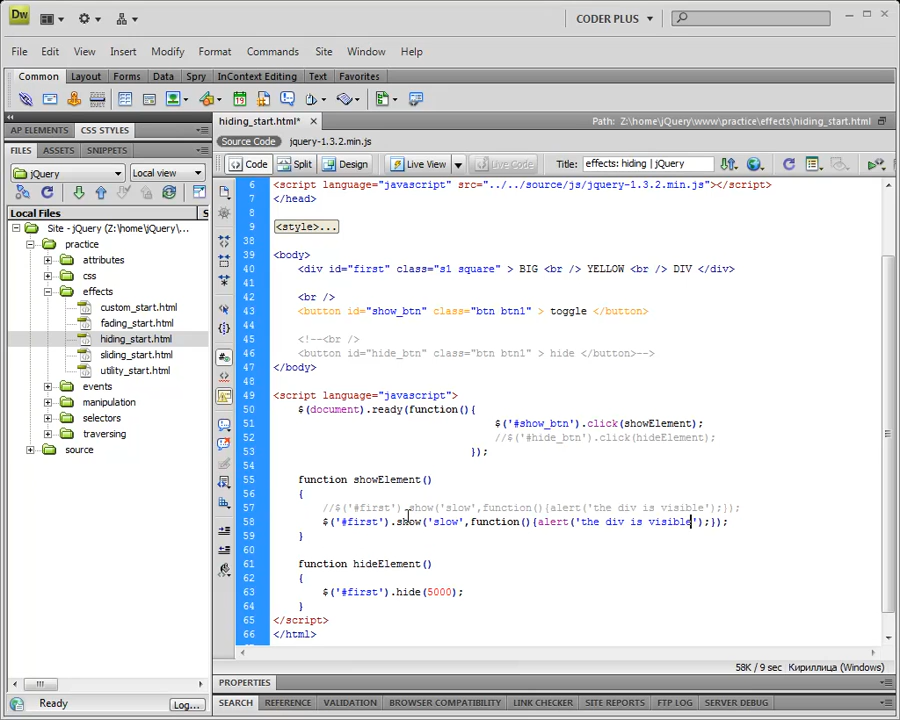 Dw CODER PLUS
File Edit View Insert Modify Format Commands Site Window Help
Common Layout Forms Data Spry InContext Editing Text Favorites
AP ELEMENTS CSS STYLES
FILES ASSETS SNIPPETS
jQuery Local view
Local Files S
Site - jQuery (Z:\home\jQuery\...
practice
attributes
css
effects
custom_start.html
fading_start.html
hiding_start.html
sliding_start.html
utility_start.html
events
manipulation
selectors
traversing
source
Ready Log...
hiding_start.html* Path: Z:\home\jQuery\www\practice\effects\hiding_start.html
Source Code jquery-1.3.2.min.js
Code Split Design Live View Live Code Title: effects: hiding | jQuery
6 <script language="javascript" src="../../source/js/jquery-1.3.2.min.js"></script>
7 </head>
8
9 <style>...
38
39 <body>
40 <div id="first" class="s1 square" > BIG <br /> YELLOW <br /> DIV </div>
41
42 <br />
43 <button id="show_btn" class="btn btn1" > toggle </button>
44
45 <!--<br />
46 <button id="hide_btn" class="btn btn1" > hide </button>-->
47 </body>
48
49 <script language="javascript">
50 $(document).ready(function(){
51 $('#show_btn').click(showElement);
52 //$('#hide_btn').click(hideElement);
53 });
54
55 function showElement()
56 {
57 //$('#first').show('slow',function(){alert('the div is visible');});
58 $('#first').show('slow',function(){alert('the div is visible');});
59 }
60
61 function hideElement()
62 {
63 $('#first').hide(5000);
64 }
65 </script>
66 </html>
58K / 9 sec Кириллица (Windows)
PROPERTIES
SEARCH REFERENCE VALIDATION BROWSER COMPATIBILITY LINK CHECKER SITE REPORTS FTP LOG SERVER DEBUG